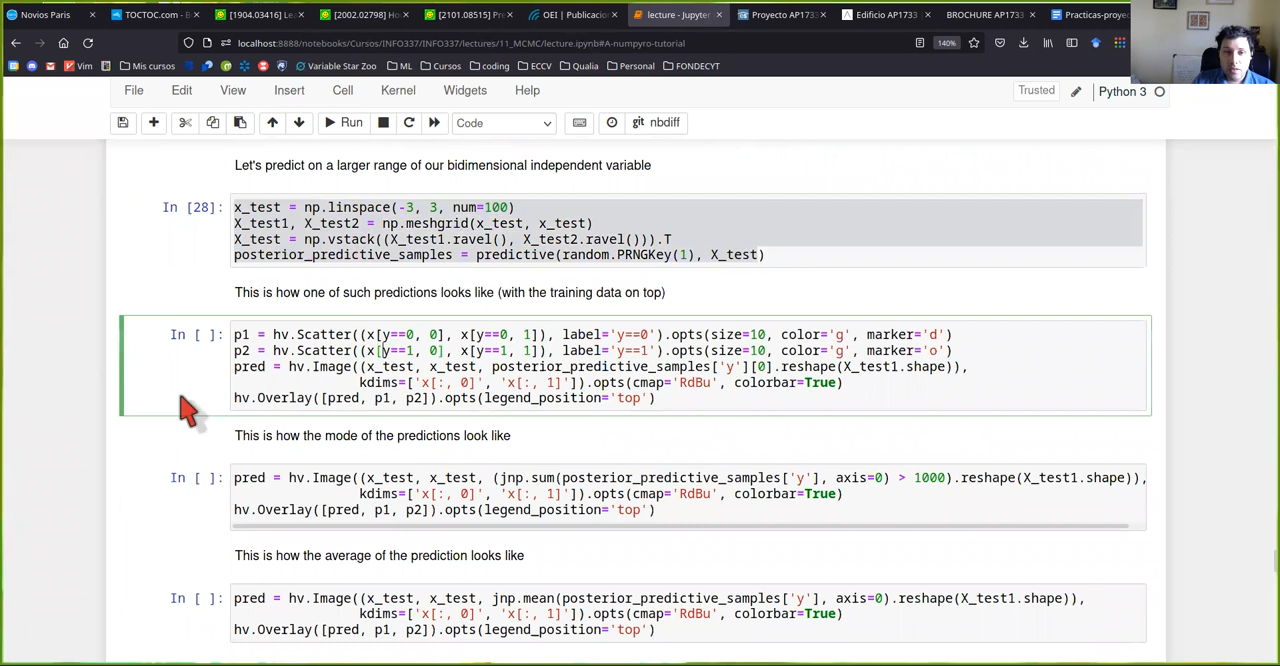 Novios Paris
TOCTOC.com - B
[1904.03416] Lea
[2002.02798] Ho
[2101.08515] Pre
OEI | Publicacion
lecture - Jupyter
Proyecto AP1733
Edificio AP1733
BROCHURE AP1733
Practicas-proye
localhost:8888/notebooks/Cursos/INFO337/INFO337/lectures/11_MCMC/lecture.ipynb#A-numpyro-tutorial
140%
Vim
Mis cursos
Variable Star Zoo
ML
Cursos
coding
ECCV
Qualia
Personal
FONDECYT
File
Edit
View
Insert
Cell
Kernel
Widgets
Help
Trusted
Python 3
Run
Code
git nbdiff
Let's predict on a larger range of our bidimensional independent variable
In [28]:
x_test = np.linspace(-3, 3, num=100)
X_test1, X_test2 = np.meshgrid(x_test, x_test)
X_test = np.vstack((X_test1.ravel(), X_test2.ravel())).T
posterior_predictive_samples = predictive(random.PRNGKey(1), X_test)
This is how one of such predictions looks like (with the training data on top)
In [ ]:
p1 = hv.Scatter((x[y==0, 0], x[y==0, 1]), label='y==0').opts(size=10, color='g', marker='d')
p2 = hv.Scatter((x[y==1, 0], x[y==1, 1]), label='y==1').opts(size=10, color='g', marker='o')
pred = hv.Image((x_test, x_test, posterior_predictive_samples['y'][0].reshape(X_test1.shape)),
kdims=['x[:, 0]', 'x[:, 1]']).opts(cmap='RdBu', colorbar=True)
hv.Overlay([pred, p1, p2]).opts(legend_position='top')
This is how the mode of the predictions look like
In [ ]:
pred = hv.Image((x_test, x_test, (jnp.sum(posterior_predictive_samples['y'], axis=0) > 1000).reshape(X_test1.shape)),
kdims=['x[:, 0]', 'x[:, 1]']).opts(cmap='RdBu', colorbar=True)
hv.Overlay([pred, p1, p2]).opts(legend_position='top')
This is how the average of the prediction looks like
In [ ]:
pred = hv.Image((x_test, x_test, jnp.mean(posterior_predictive_samples['y'], axis=0).reshape(X_test1.shape)),
kdims=['x[:, 0]', 'x[:, 1]']).opts(cmap='RdBu', colorbar=True)
hv.Overlay([pred, p1, p2]).opts(legend_position='top')